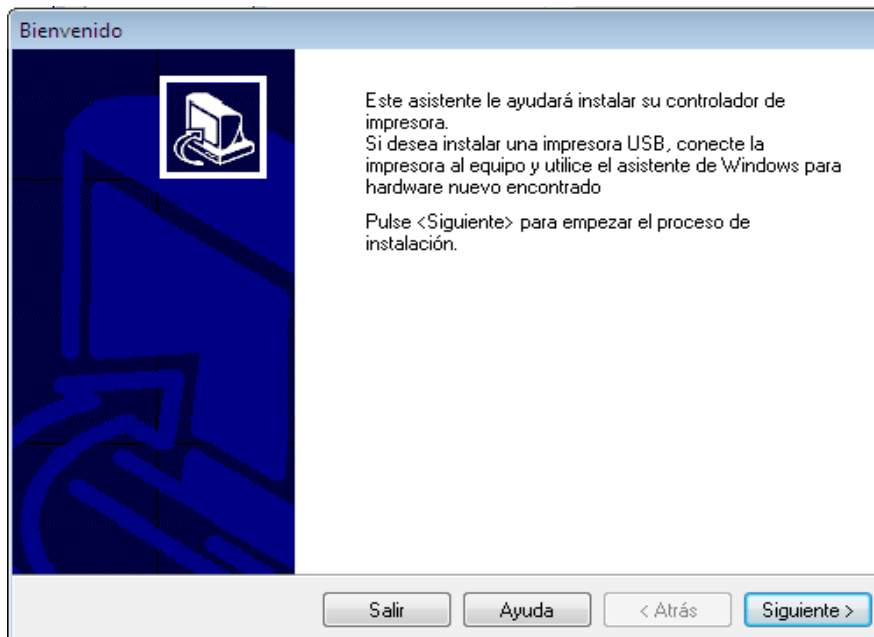 Bienvenido
Este asistente le ayudará instalar su controlador de
impresora.
Si desea instalar una impresora USB, conecte la
impresora al equipo y utilice el asistente de Windows para
hardware nuevo encontrado
Pulse <Siguiente> para empezar el proceso de
instalación.
Salir
Ayuda
< Atrás
Siguiente >